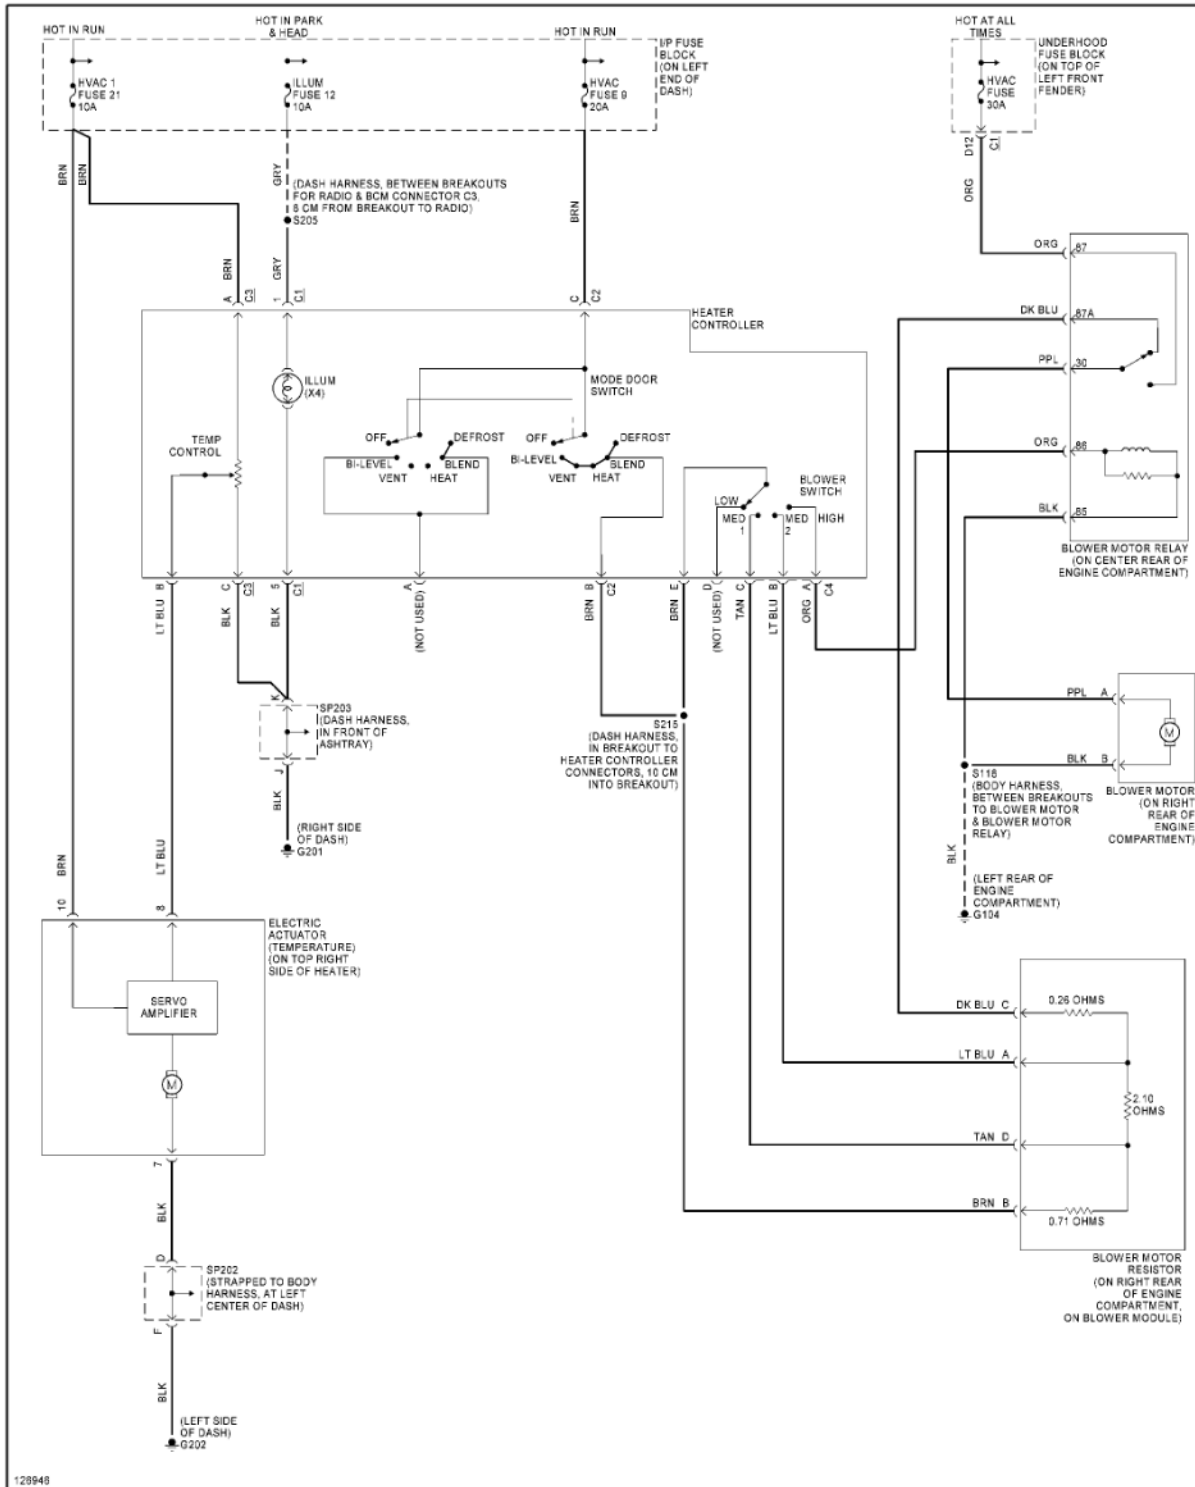 HOT IN RUN
HOT IN PARK
& HEAD
HOT IN RUN
HOT AT ALL
TIMES
I/P FUSE
BLOCK
(ON LEFT
END OF
DASH)
UNDERHOOD
FUSE BLOCK
(ON TOP OF
LEFT FRONT
FENDER)
HVAC 1
FUSE 21
10A
ILLUM
FUSE 12
10A
HVAC
FUSE 9
20A
HVAC
FUSE
30A
D12
C1
BRN
BRN
GRY
(DASH HARNESS, BETWEEN BREAKOUTS
FOR RADIO & BCM CONNECTOR C3,
6 CM FROM BREAKOUT TO RADIO)
S205
BRN
ORG
BRN
GRY
A
C3
1
C1
C
C2
HEATER
CONTROLLER
ORG
87
DK BLU
87A
PPL
30
ORG
86
BLK
85
BLOWER MOTOR RELAY
(ON CENTER REAR OF
ENGINE COMPARTMENT)
ILLUM
(X4)
MODE DOOR
SWITCH
TEMP
CONTROL
OFF
DEFROST
BI-LEVEL
BLEND
VENT
HEAT
OFF
DEFROST
BI-LEVEL
BLEND
VENT
HEAT
BLOWER
SWITCH
LOW
MED
1
MED
2
HIGH
B
C
C3
5
C1
A
B
C2
E
D
C
B
A
C4
LT BLU
BLK
BLK
(NOT USED)
BRN
BRN
(NOT USED)
TAN
LT BLU
ORG
K
SP203
(DASH HARNESS,
IN FRONT OF
ASHTRAY)
J
BLK
(RIGHT SIDE
OF DASH)
G201
S215
(DASH HARNESS,
IN BREAKOUT TO
HEATER CONTROLLER
CONNECTORS, 10 CM
INTO BREAKOUT)
PPL A
M
BLK B
BLOWER MOTOR
(ON RIGHT
REAR OF
ENGINE
COMPARTMENT)
S118
(BODY HARNESS,
BETWEEN BREAKOUTS
TO BLOWER MOTOR
& BLOWER MOTOR
RELAY)
BLK
(LEFT REAR OF
ENGINE
COMPARTMENT)
G104
BRN
LT BLU
10
8
ELECTRIC
ACTUATOR
(TEMPERATURE)
(ON TOP RIGHT
SIDE OF HEATER)
SERVO
AMPLIFIER
M
7
BLK
DK BLU C
0.26 OHMS
LT BLU A
2.10
OHMS
TAN D
BRN B
0.71 OHMS
BLOWER MOTOR
RESISTOR
(ON RIGHT REAR
OF ENGINE
COMPARTMENT,
ON BLOWER MODULE)
D
SP202
(STRAPPED TO BODY
HARNESS, AT LEFT
CENTER OF DASH)
F
BLK
(LEFT SIDE
OF DASH)
G202
126946